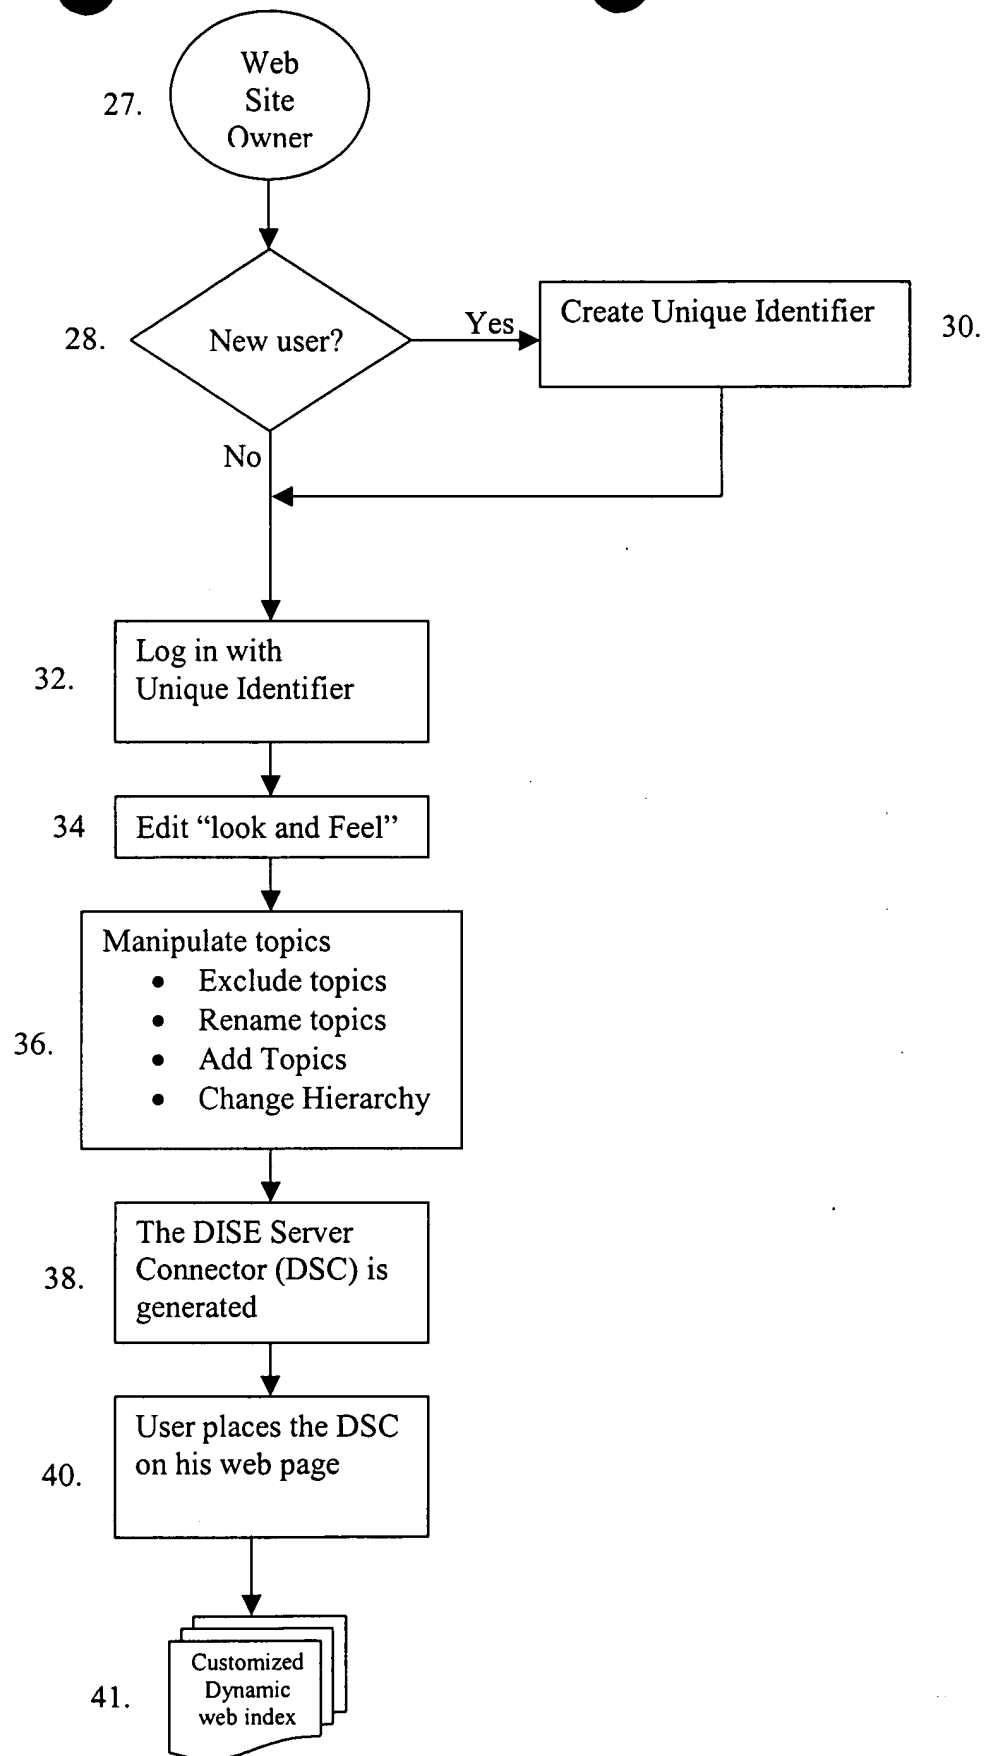 Web
Site
Owner
27.
New user?
28.
Yes
Create Unique Identifier
30.
No
Log in with
Unique Identifier
32.
34
Edit “look and Feel”
Manipulate topics
• Exclude topics
• Rename topics
• Add Topics
• Change Hierarchy
36.
The DISE Server
Connector (DSC) is
generated
38.
User places the DSC
on his web page
40.
Customized
Dynamic
web index
41.